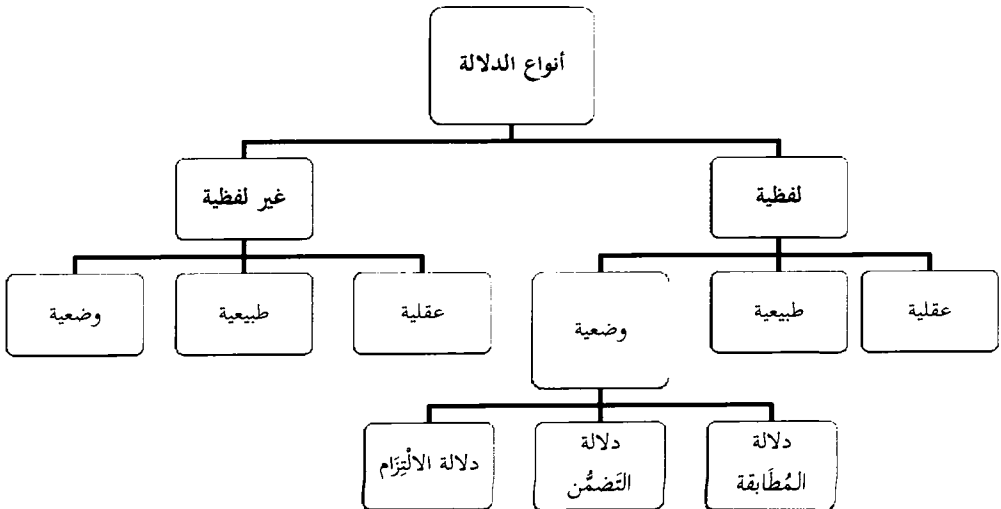 أنواع الدلالة
لفظية
غير لفظية
عقلية
طبيعية
وضعية
عقلية
طبيعية
وضعية
دلالة
المُطَابقة
دلالة
التَضمُّن
دلالة الالْتِزَام